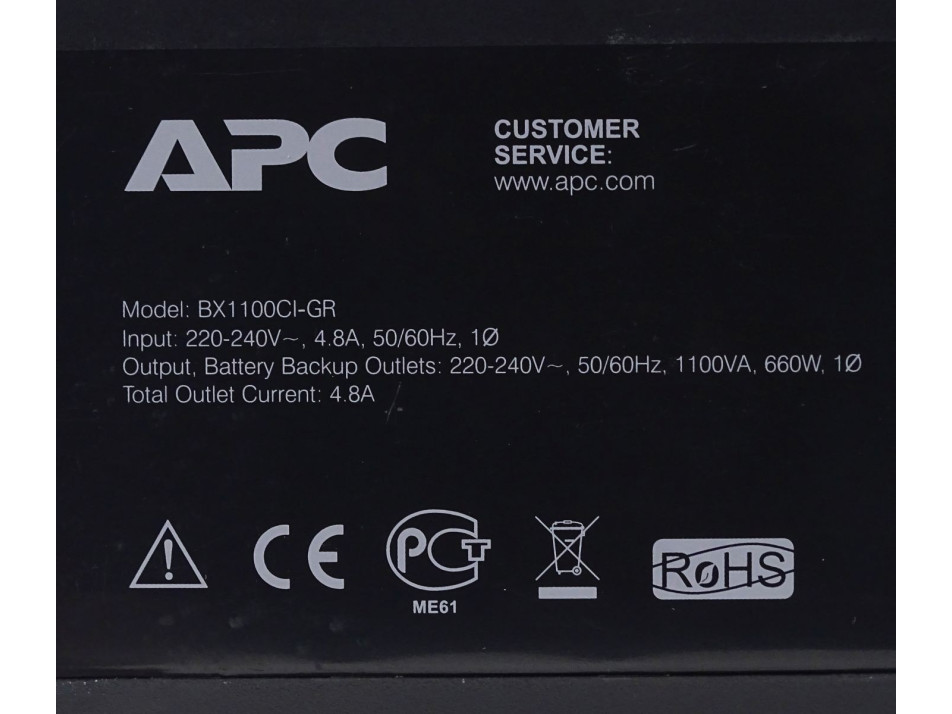 APC
CUSTOMER
SERVICE:
www.apc.com
Model: BX1100CI-GR
Input: 220-240V~, 4.8A, 50/60Hz, 1Ø
Output, Battery Backup Outlets: 220-240V~, 50/60Hz, 1100VA, 660W, 1Ø
Total Outlet Current: 4.8A
CE
РСТ
ME61
RoHS